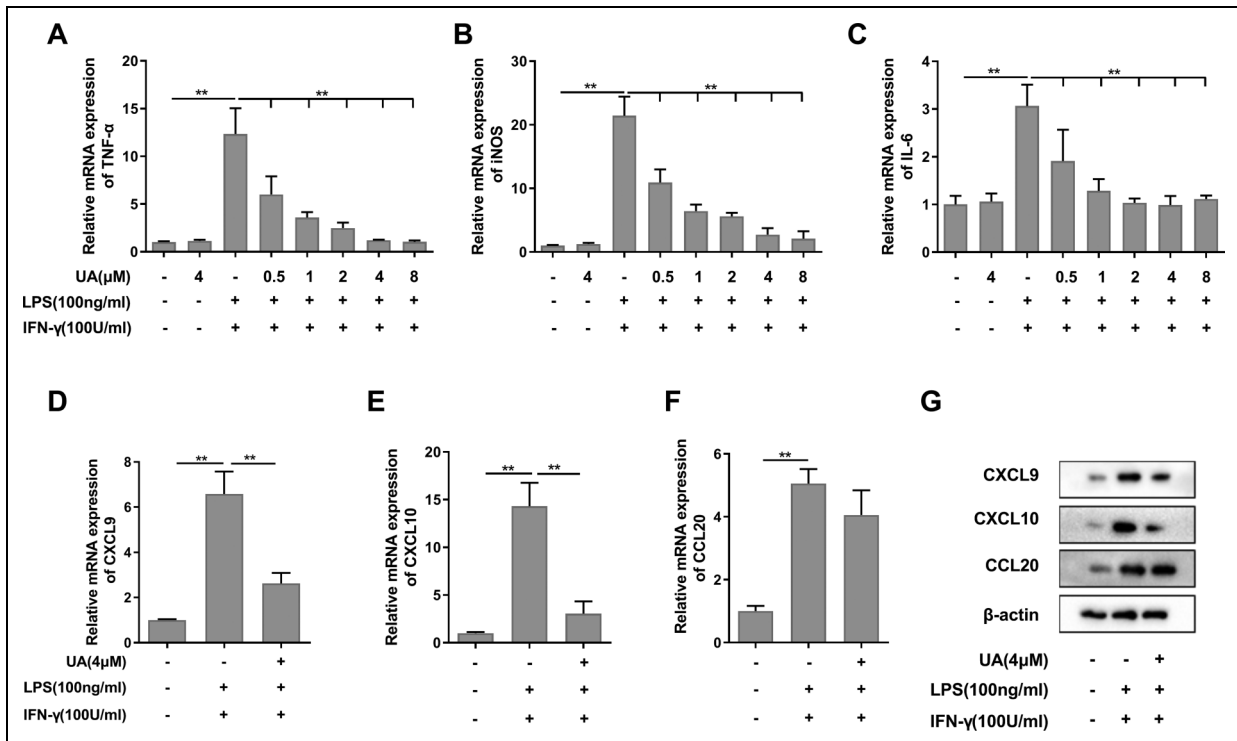 A
Relative mRNA expression
of TNF-α
20
15
10
5
0
** **
UA(μM) - 4 - 0.5 1 2 4 8
LPS(100ng/ml) - - + + + + + +
IFN-γ(100U/ml) - - + + + + + +
B
Relative mRNA expression
of iNOS
30
20
10
0
** **
- 4 - 0.5 1 2 4 8
- - + + + + + +
- - + + + + + +
C
Relative mRNA expression
of IL-6
4
3
2
1
0
** **
- 4 - 0.5 1 2 4 8
- - + + + + + +
- - + + + + + +
D
Relative mRNA expression
of CXCL9
8
6
4
2
0
** **
UA(4μM) - - +
LPS(100ng/ml) - + +
IFN-γ(100U/ml) - + +
E
Relative mRNA expression
of CXCL10
20
15
10
5
0
** **
- - +
- + +
- + +
F
Relative mRNA expression
of CCL20
6
4
2
0
**
- - +
- + +
- + +
G
CXCL9
CXCL10
CCL20
β-actin
UA(4μM) - - +
LPS(100ng/ml) - + +
IFN-γ(100U/ml) - + +